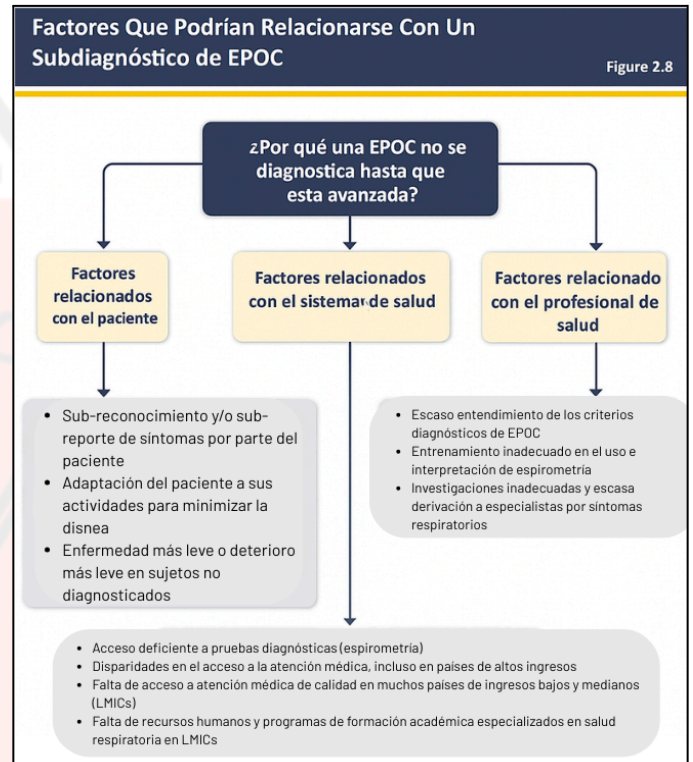 Factores Que Podrían Relacionarse Con Un
Subdiagnóstico de EPOC
Figure 2.8
¿Por qué una EPOC no se
diagnostica hasta que
esta avanzada?
Factores
relacionados
con el paciente
Factores relacionados
con el sistemar de salud
Factores relacionado
con el profesional de
salud
• Sub-reconocimiento y/o sub-
reporte de síntomas por parte del
paciente
• Adaptación del paciente a sus
actividades para minimizar la
disnea
• Enfermedad más leve o deterioro
más leve en sujetos no
diagnosticados
• Escaso entendimiento de los criterios
diagnósticos de EPOC
• Entrenamiento inadecuado en el uso e
interpretación de espirometría
• Investigaciones inadecuadas y escasa
derivación a especialistas por síntomas
respiratorios
• Acceso deficiente a pruebas diagnósticas (espirometría)
• Disparidades en el acceso a la atención médica, incluso en países de altos ingresos
• Falta de acceso a atención médica de calidad en muchos países de ingresos bajos y medianos
(LMICs)
• Falta de recursos humanos y programas de formación académica especializados en salud
respiratoria en LMICs